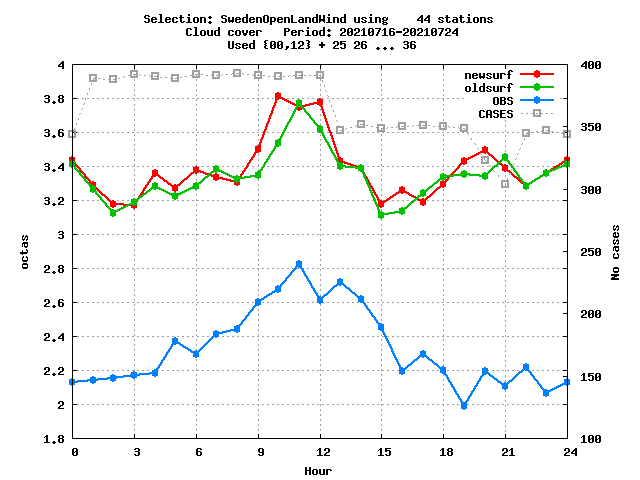 Selection: SwedenOpenLandWind using    44 stations
Cloud cover   Period: 20210716-20210724
Used {00,12} + 25 26 ... 36
newsurf
oldsurf
OBS
CASES
4
3.8
3.6
3.4
3.2
3
2.8
2.6
2.4
2.2
2
1.8
octas
400
350
300
250
200
150
100
No cases
0 3 6 9 12 15 18 21 24
Hour